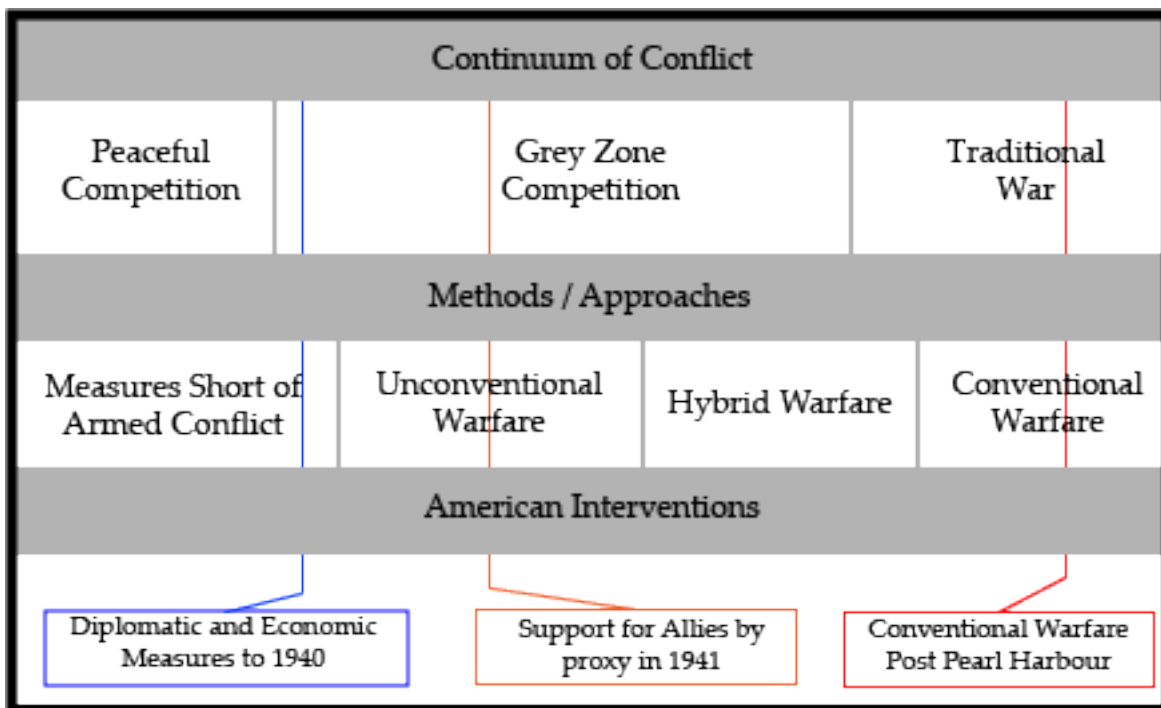 Continuum of Conflict
Peaceful
Competition
Grey Zone
Competition
Traditional
War
Methods / Approaches
Measures Short of
Armed Conflict
Unconventional
Warfare
Hybrid Warfare
Conventional
Warfare
American Interventions
Diplomatic and Economic
Measures to 1940
Support for Allies by
proxy in 1941
Conventional Warfare
Post Pearl Harbour